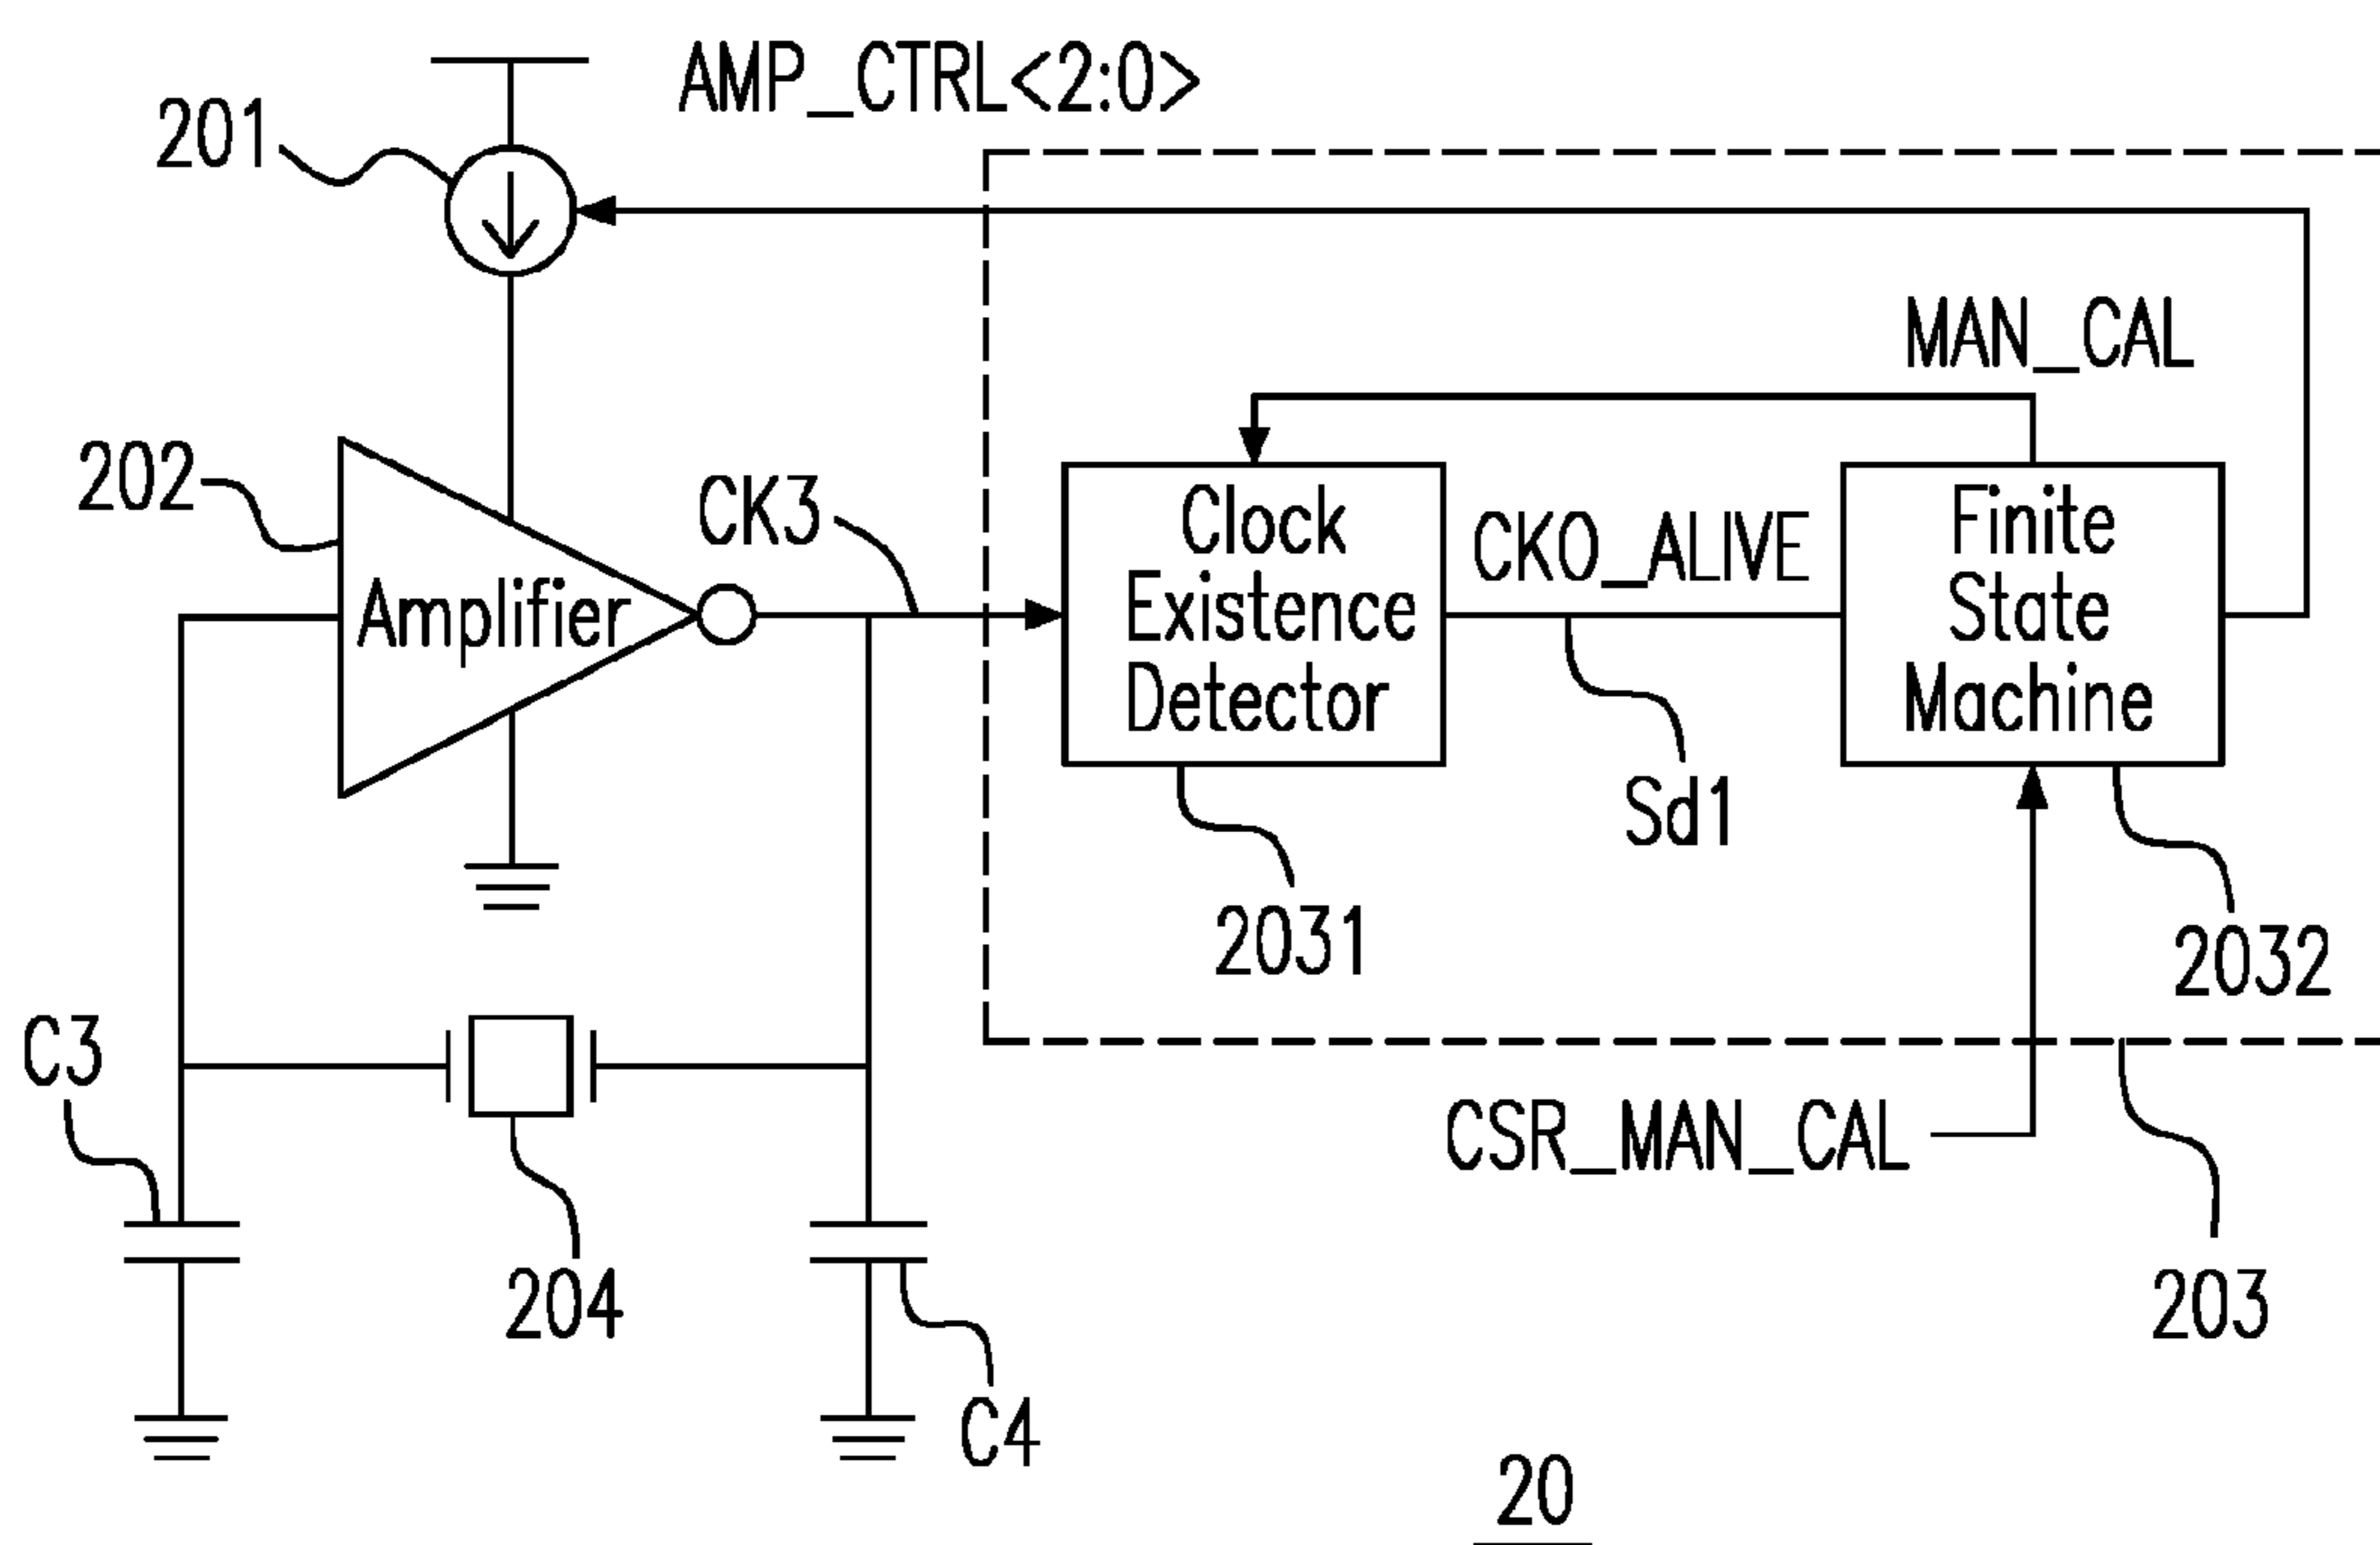 AMP_CTRL<2:0>
201
MAN_CAL
202
CK3
Amplifier
Clock
Existence
Detector
CKO_ALIVE
Finite
State
Machine
Sd1
2031
2032
C3
CSR_MAN_CAL
204
203
C4
20